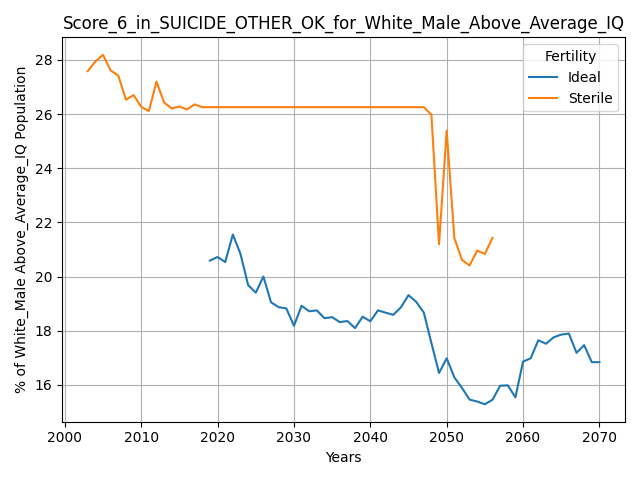 Score_6_in_SUICIDE_OTHER_OK_for_White_Male_Above_Average_IQ
% of White_Male Above_Average_IQ Population
28
26
24
22
20
18
16
Fertility
Ideal
Sterile
2000 2010 2020 2030 2040 2050 2060 2070
Years